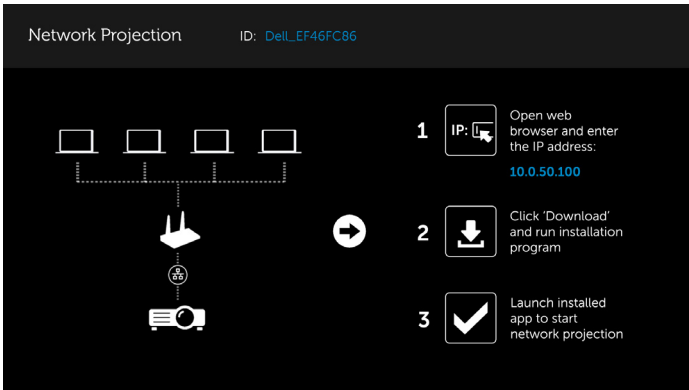 Network Projection ID: Dell_EF46FC86
1
IP:
Open web
browser and enter
the IP address:
10.0.50.100
2
Click ‘Download’
and run installation
program
3
Launch installed
app to start
network projection